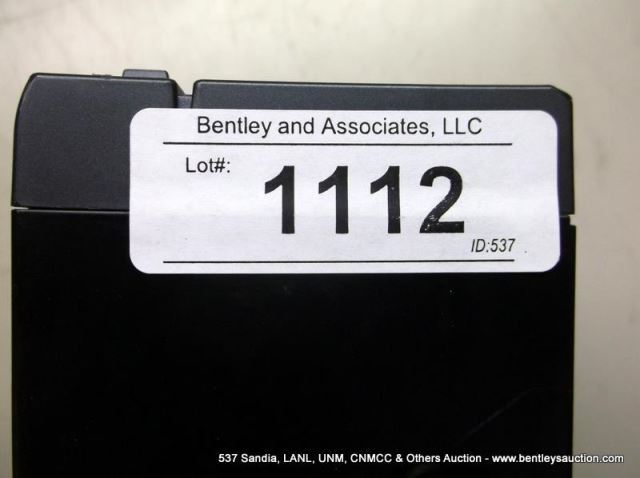 Bentley and Associates, LLC
Lot#:
1112
ID:537
537 Sandia, LANL, UNM, CNMCC & Others Auction - www.bentleysauction.com